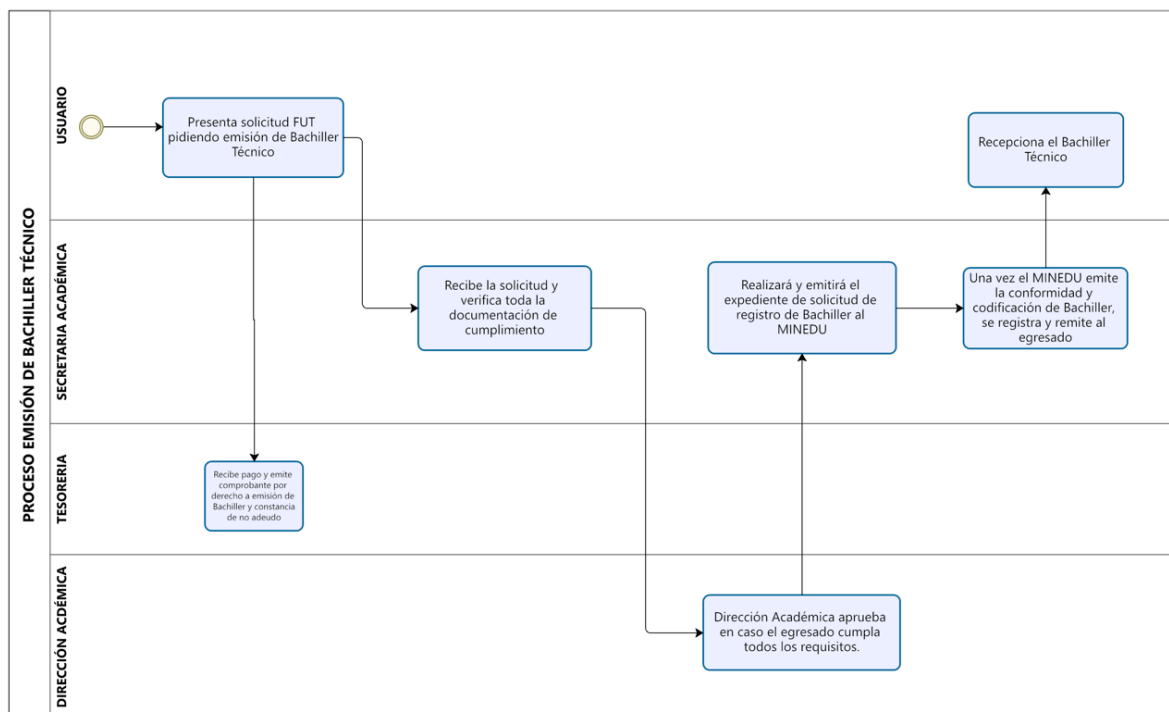 PROCESO EMISIÓN DE BACHILLER TÉCNICO
USUARIO
Presenta solicitud FUT
pidiendo emisión de Bachiller
Técnico
Recepciona el Bachiller
Técnico
SECRETARIA ACADÉMICA
Recibe la solicitud y
verifica toda la
documentación de
cumplimiento
Realizará y emitirá el
expediente de solicitud de
registro de Bachiller al
MINEDU
Una vez el MINEDU emite
la conformidad y
codificación de Bachiller,
se registra y remite al
egresado
TESORERIA
Recibe pago y emite
comprobante por
derecho a emisión de
Bachiller y constancia
de no adeudo
DIRECCIÓN ACDÉMICA
Dirección Académica aprueba
en caso el egresado cumpla
todos los requisitos.